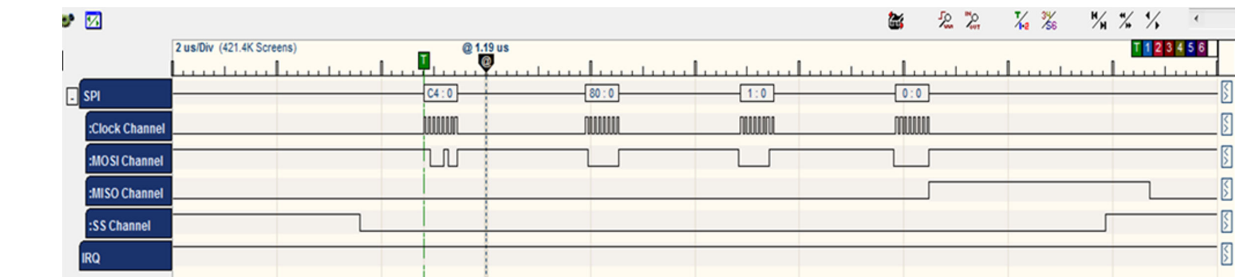 2 us/Div (421.4K Screens)
@ 1.19 us
T 1 2 3 4 5 6
T
@
SPI
C4 : 0
80 : 0
1 : 0
0 : 0
:Clock Channel
:MOSI Channel
:MISO Channel
:SS Channel
IRQ